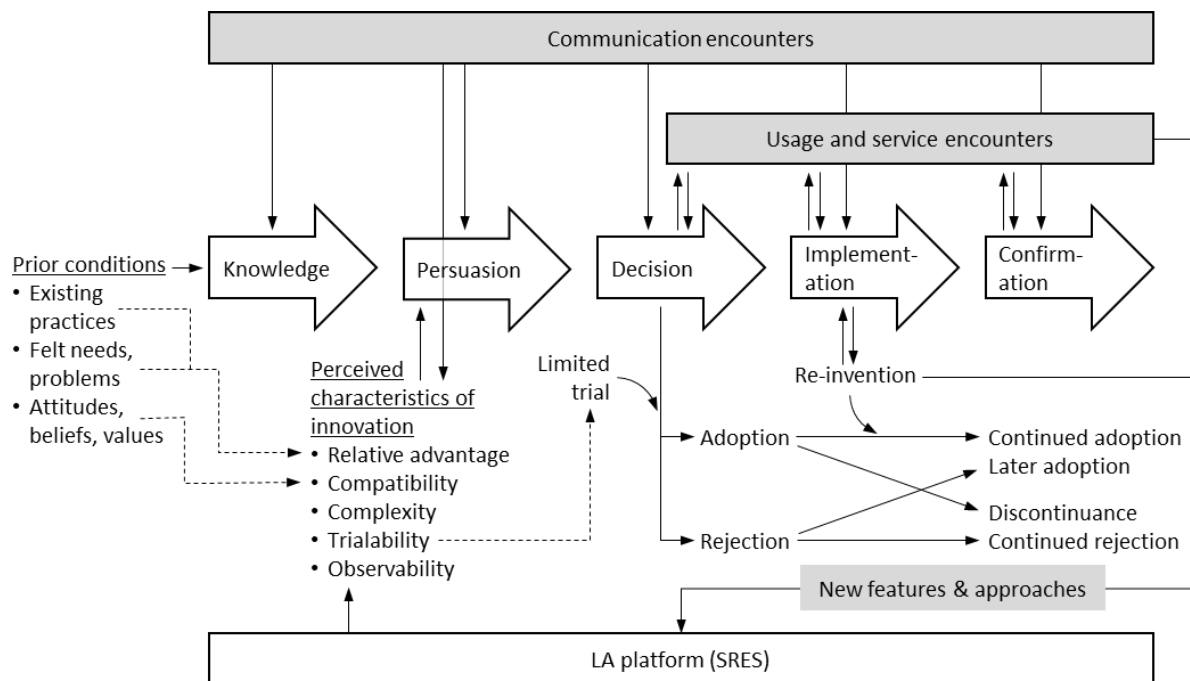 Communication encounters
Usage and service encounters
Knowledge
Persuasion
Decision
Implement-
ation
Confirm-
ation
Prior conditions
• Existing
practices
• Felt needs,
problems
• Attitudes,
beliefs, values
Perceived
characteristics of
innovation
• Relative advantage
• Compatibility
• Complexity
• Trialability
• Observability
Limited
trial
Re-invention
Adoption
Rejection
Continued adoption
Later adoption
Discontinuance
Continued rejection
New features & approaches
LA platform (SRES)